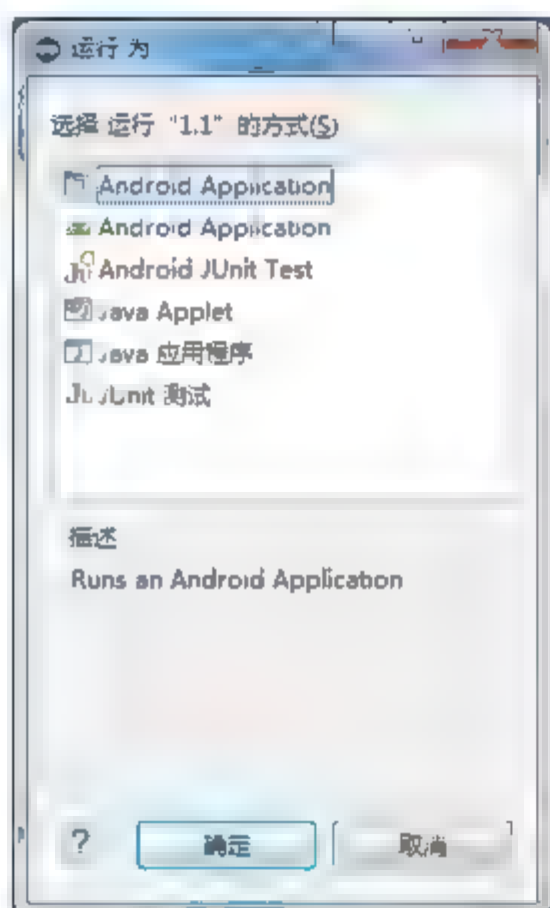 运行 为
选择 运行 "1.1" 的方式(S)
Android Application
Android Application
Ju Android JUnit Test
Java Applet
Java 应用程序
Ju JUnit 测试
描述
Runs an Android Application
?
确定
取消